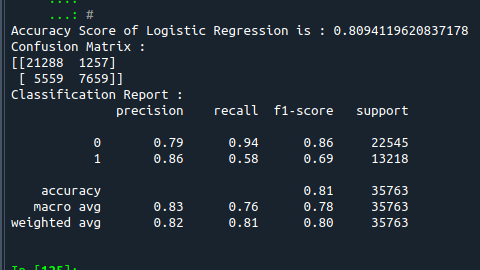 ...:
...: #
Accuracy Score of Logistic Regression is : 0.8094119620837178
Confusion Matrix :
[[21288 1257]
[ 5559 7659]]
Classification Report :
precision recall f1-score support
0 0.79 0.94 0.86 22545
1 0.86 0.58 0.69 13218
accuracy 0.81 35763
macro avg 0.83 0.76 0.78 35763
weighted avg 0.82 0.81 0.80 35763